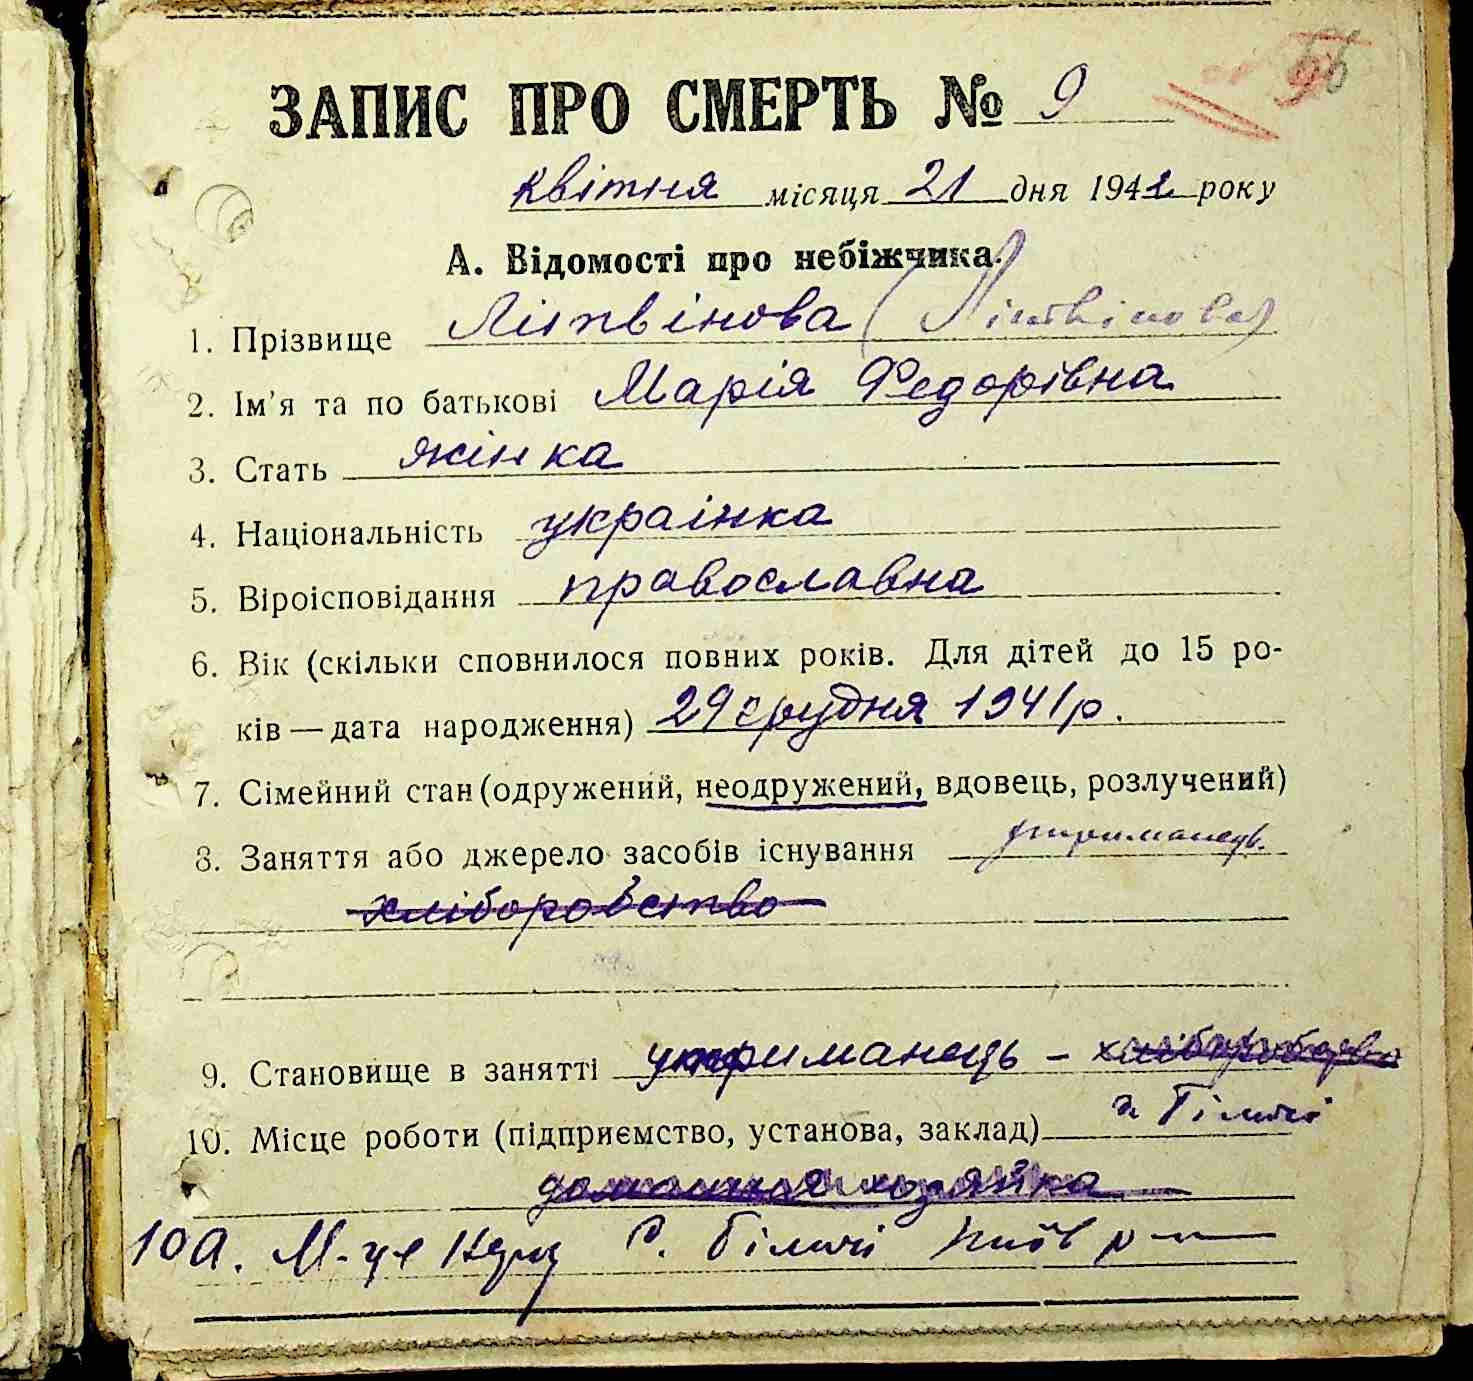 66
ЗАПИС ПРО СМЕРТЬ № 9
квітня місяця 21 дня 1942 року
А. Відомості про небіжчика.
1. Прізвище Літвінова (Літвінова)
2. Ім'я та по батькові Марія Федорівна
3. Стать жінка
4. Національність українка
5. Віроісповідання православна
6. Вік (скільки сповнилося повних років. Для дітей до 15 ро-
ків — дата народження) 29 грудня 1941 р.
7. Сімейний стан (одружений, неодружений, вдовець, розлучений)
8. Заняття або джерело засобів існування утриманець
хліборобство
9. Становище в занятті утриманець -
10. Місце роботи (підприємство, установа, заклад)
домашня хозяйка
10а. С. Київ р-н